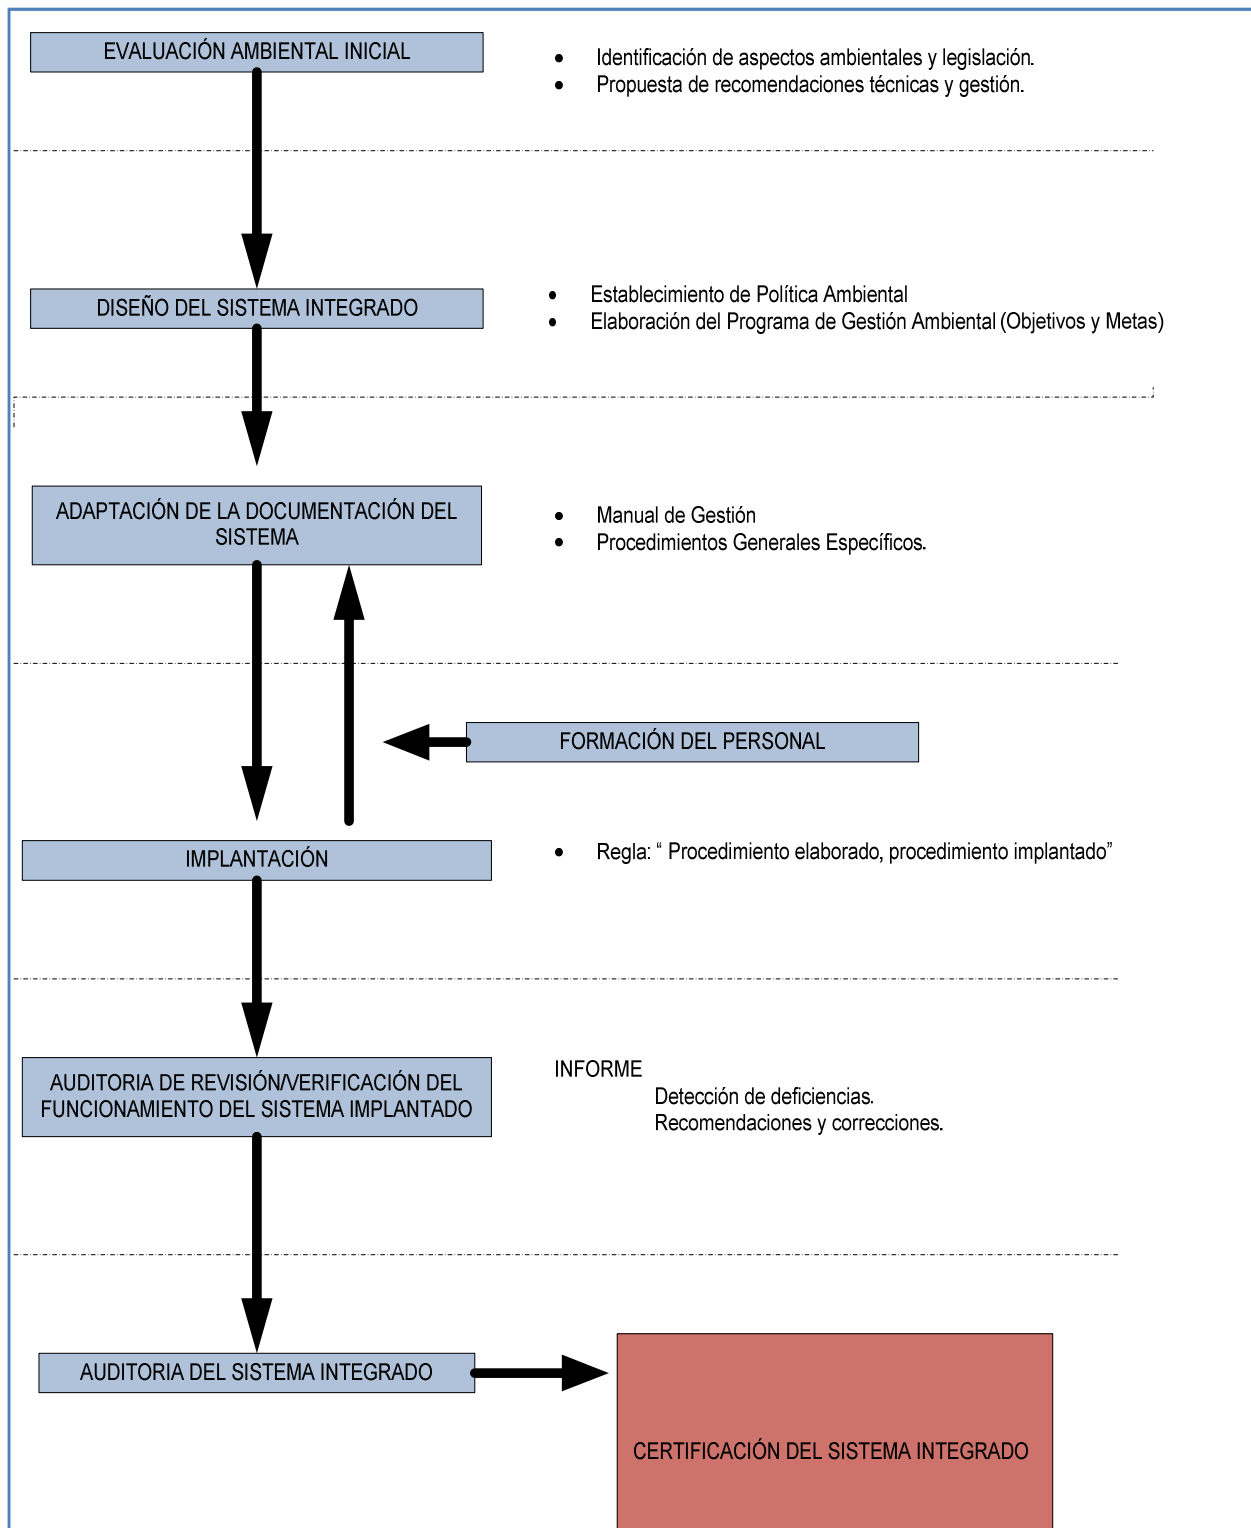 EVALUACIÓN AMBIENTAL INICIAL
• Identificación de aspectos ambientales y legislación.
• Propuesta de recomendaciones técnicas y gestión.
DISEÑO DEL SISTEMA INTEGRADO
• Establecimiento de Política Ambiental
• Elaboración del Programa de Gestión Ambiental (Objetivos y Metas)
ADAPTACIÓN DE LA DOCUMENTACIÓN DEL
SISTEMA
• Manual de Gestión
• Procedimientos Generales Específicos.
FORMACIÓN DEL PERSONAL
IMPLANTACIÓN
• Regla: “ Procedimiento elaborado, procedimiento implantado”
AUDITORIA DE REVISIÓN/VERIFICACIÓN DEL
FUNCIONAMIENTO DEL SISTEMA IMPLANTADO
INFORME
Detección de deficiencias.
Recomendaciones y correcciones.
AUDITORIA DEL SISTEMA INTEGRADO
CERTIFICACIÓN DEL SISTEMA INTEGRADO